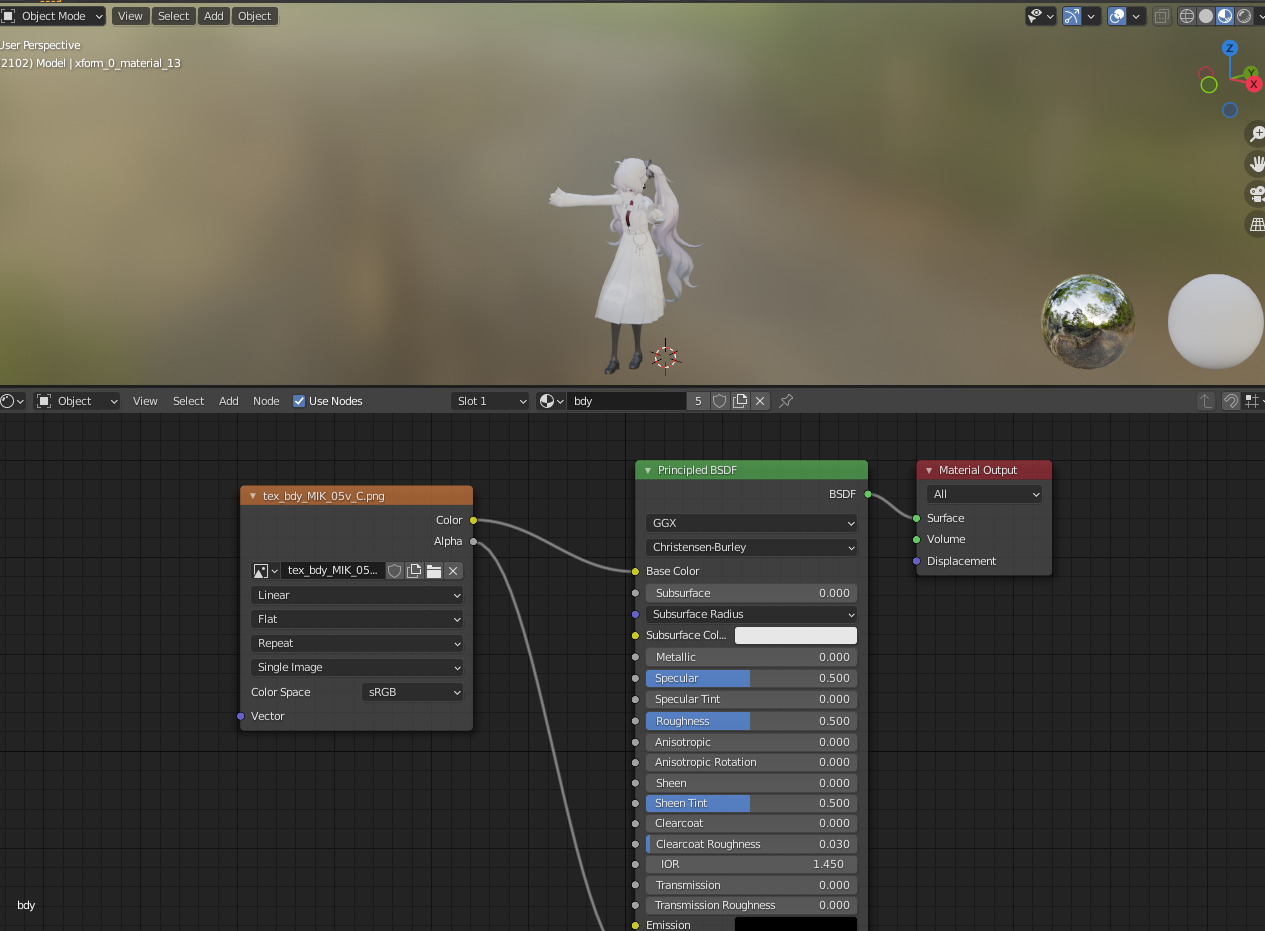 Object Mode View Select Add Object
User Perspective
2102) Model | xform_0_material_13
Z
Y
X
Object View Select Add Node Use Nodes Slot 1 bdy 5
Principled BSDF
BSDF
GGX
Christensen-Burley
Base Color
Subsurface 0.000
Subsurface Radius
Subsurface Col...
Metallic 0.000
Specular 0.500
Specular Tint 0.000
Roughness 0.500
Anisotropic 0.000
Anisotropic Rotation 0.000
Sheen 0.000
Sheen Tint 0.500
Clearcoat 0.000
Clearcoat Roughness 0.030
IOR 1.450
Transmission 0.000
Transmission Roughness 0.000
Emission
Material Output
All
Surface
Volume
Displacement
tex_bdy_MIK_05v_C.png
Color
Alpha
tex_bdy_MIK_05...
Linear
Flat
Repeat
Single Image
Color Space sRGB
Vector
bdy